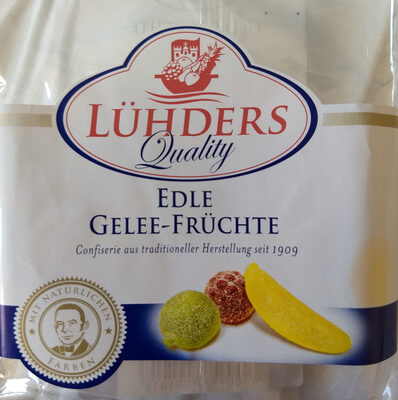 LÜHDERS
Quality
EDLE
GELEE-FRÜCHTE
Confiserie aus traditioneller Herstellung seit 1909
MIT NATÜRLICHEN
FARBEN